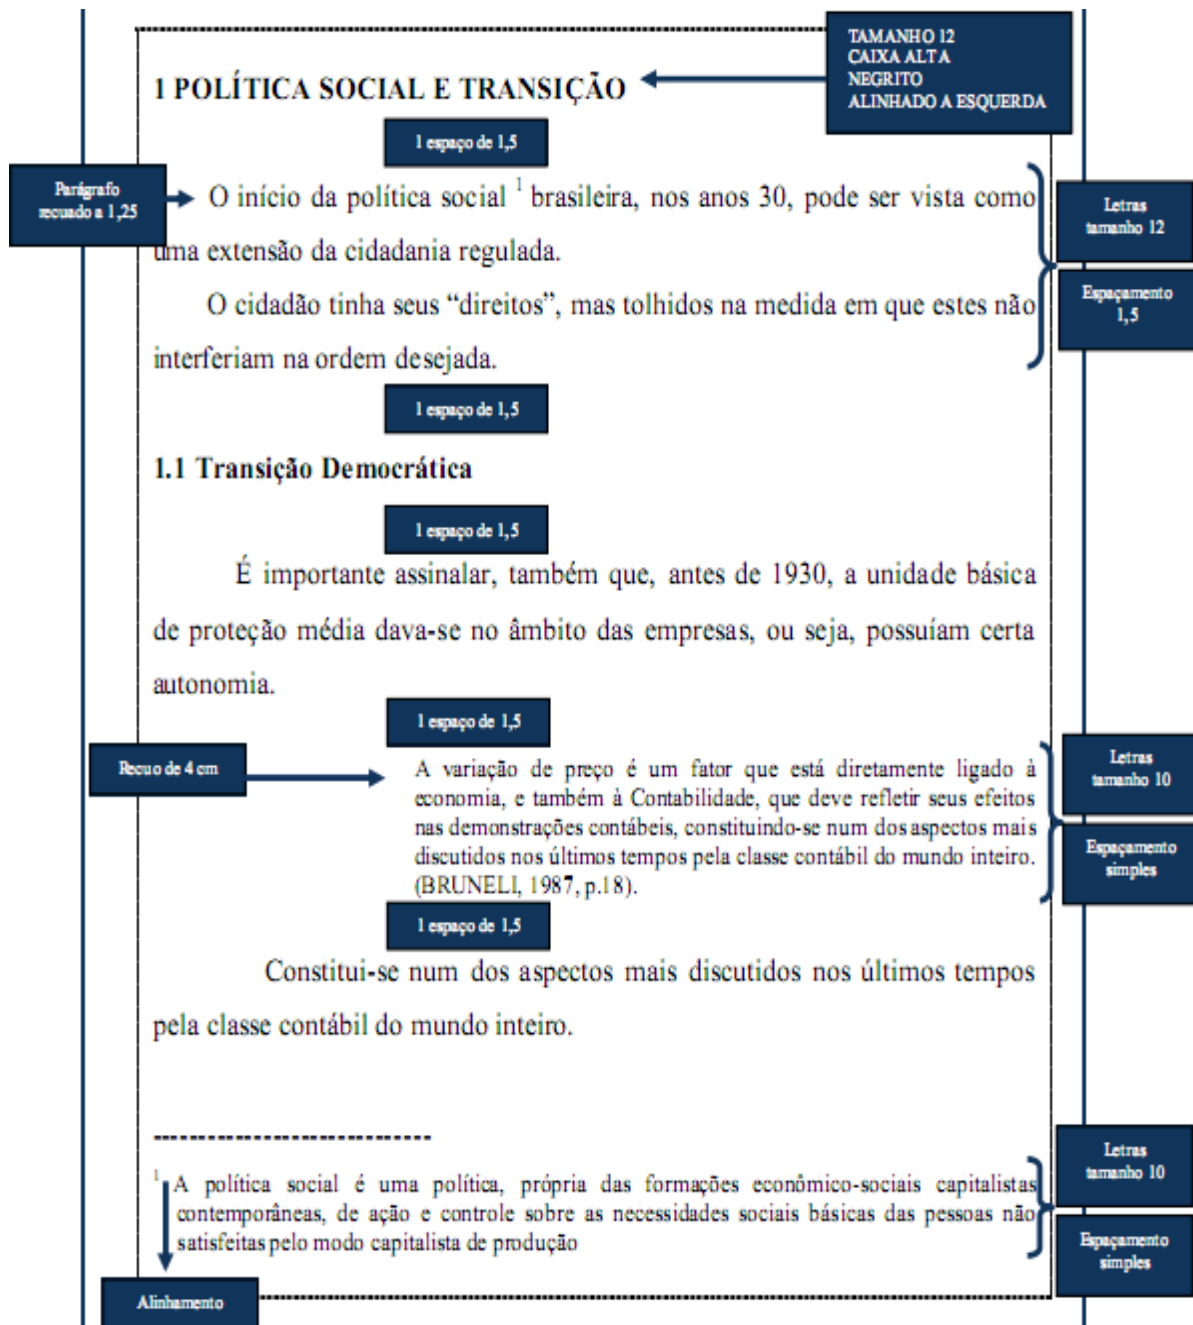 TAMANHO 12
CAIXA ALTA
NEGRITO
ALINHADO A ESQUERDA
1 POLÍTICA SOCIAL E TRANSIÇÃO
1 espaço de 1,5
Parágrafo
recuado a 1,25
O início da política social ¹ brasileira, nos anos 30, pode ser vista como
uma extensão da cidadania regulada.
O cidadão tinha seus “direitos”, mas tolhidos na medida em que estes não
interferiam na ordem desejada.
Letras
tamanho 12
Espaçamento
1,5
1 espaço de 1,5
1.1 Transição Democrática
1 espaço de 1,5
É importante assinalar, também que, antes de 1930, a unidade básica
de proteção média dava-se no âmbito das empresas, ou seja, possuíam certa
autonomia.
1 espaço de 1,5
Recuo de 4 cm
A variação de preço é um fator que está diretamente ligado à
economia, e também à Contabilidade, que deve refletir seus efeitos
nas demonstrações contábeis, constituindo-se num dos aspectos mais
discutidos nos últimos tempos pela classe contábil do mundo inteiro.
(BRUNELI, 1987, p.18).
Letras
tamanho 10
Espaçamento
simples
1 espaço de 1,5
Constitui-se num dos aspectos mais discutidos nos últimos tempos
pela classe contábil do mundo inteiro.
-------------------------------
¹ A política social é uma política, própria das formações econômico-sociais capitalistas
contemporâneas, de ação e controle sobre as necessidades sociais básicas das pessoas não
satisfeitas pelo modo capitalista de produção
Letras
tamanho 10
Espaçamento
simples
Alinhamento